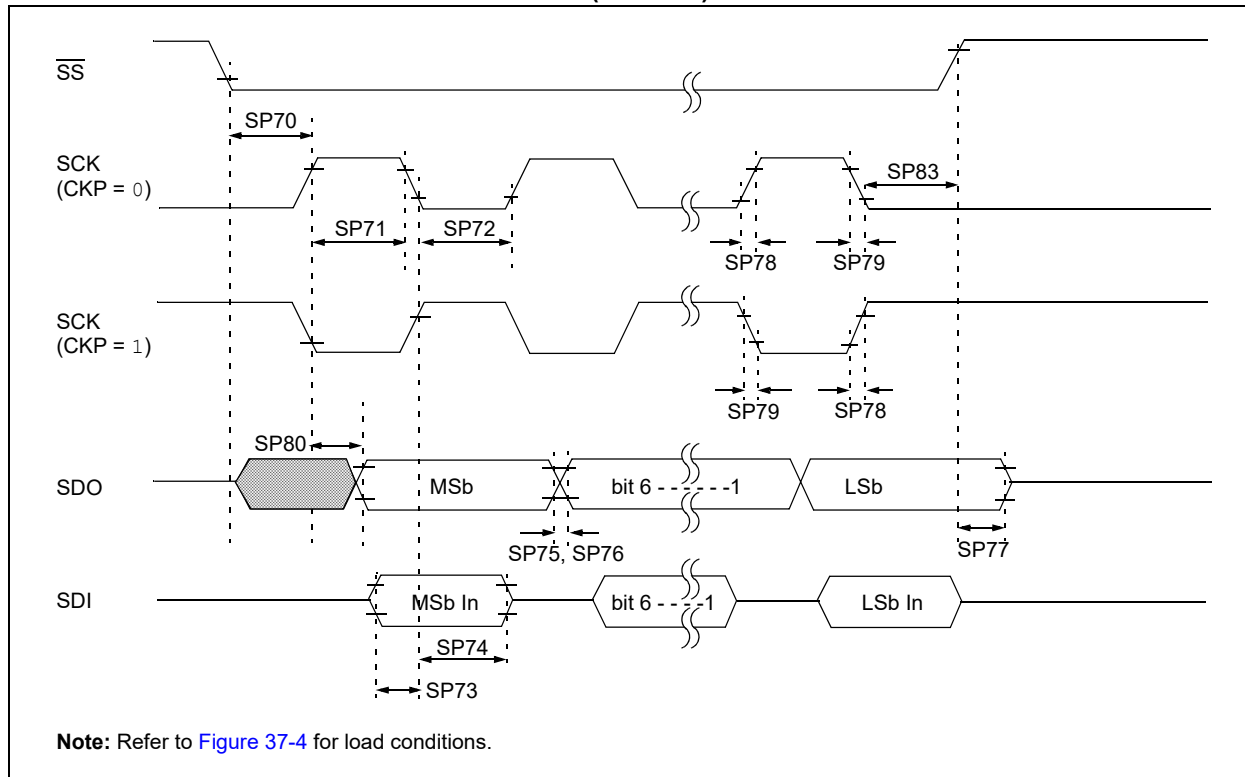 SS
SP70
SCK
(CKP = 0)
SP83
SP71
SP72
SP78
SP79
SCK
(CKP = 1)
SP79
SP78
SP80
SDO
MSb
bit 6 - - - - - -1
LSb
SP75, SP76
SP77
SDI
MSb In
bit 6 - - - -1
LSb In
SP74
SP73
Note: Refer to Figure 37-4 for load conditions.